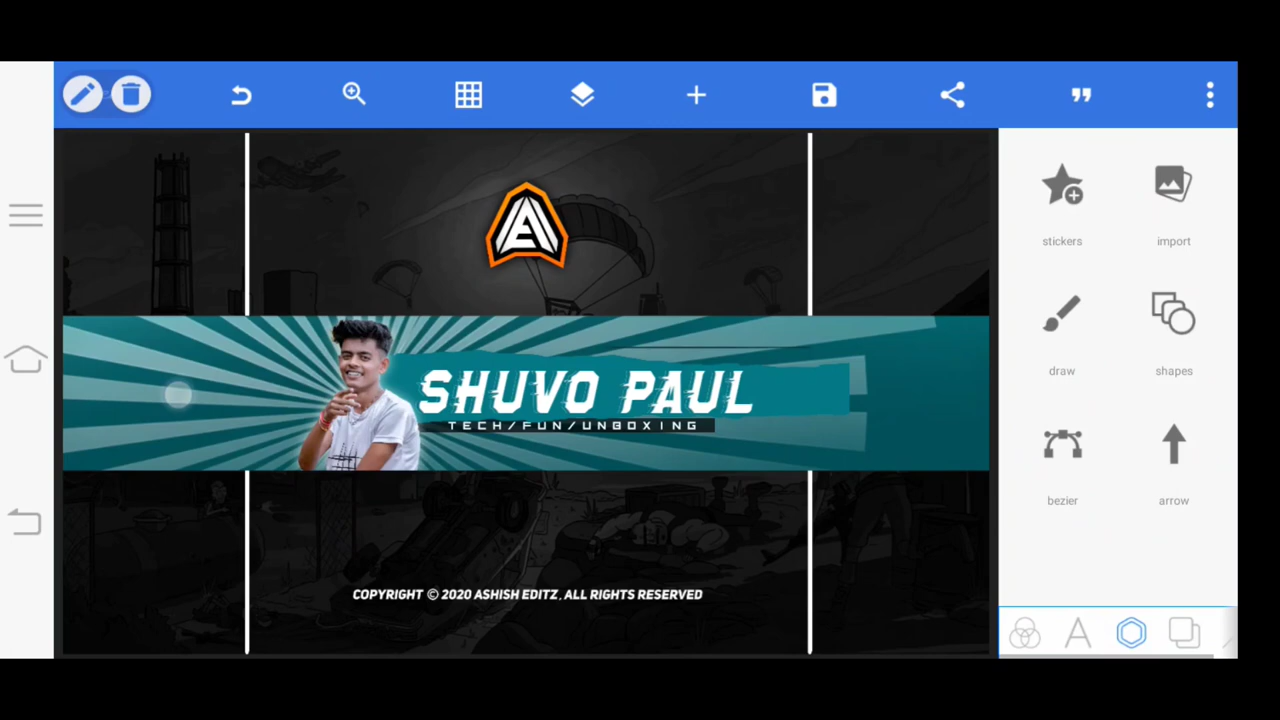 stickers
import
SHUVO PAUL
TECH/FUN/UNBOXING
draw
shapes
bezier
arrow
COPYRIGHT © 2020 ASHISH EDITZ, ALL RIGHTS RESERVED